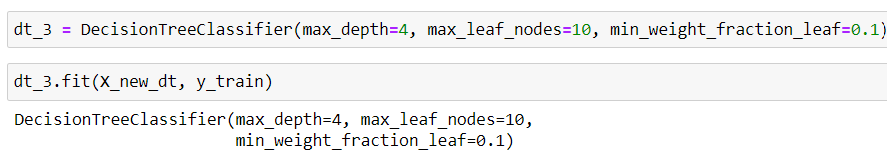 dt_3 = DecisionTreeClassifier(max_depth=4, max_leaf_nodes=10, min_weight_fraction_leaf=0.1)
dt_3.fit(X_new_dt, y_train)
DecisionTreeClassifier(max_depth=4, max_leaf_nodes=10,
min_weight_fraction_leaf=0.1)